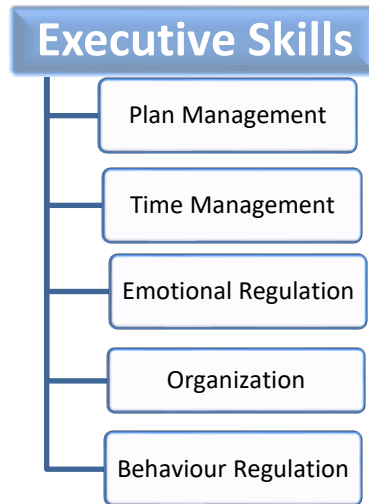 Executive Skills
Plan Management
Time Management
Emotional Regulation
Organization
Behaviour Regulation